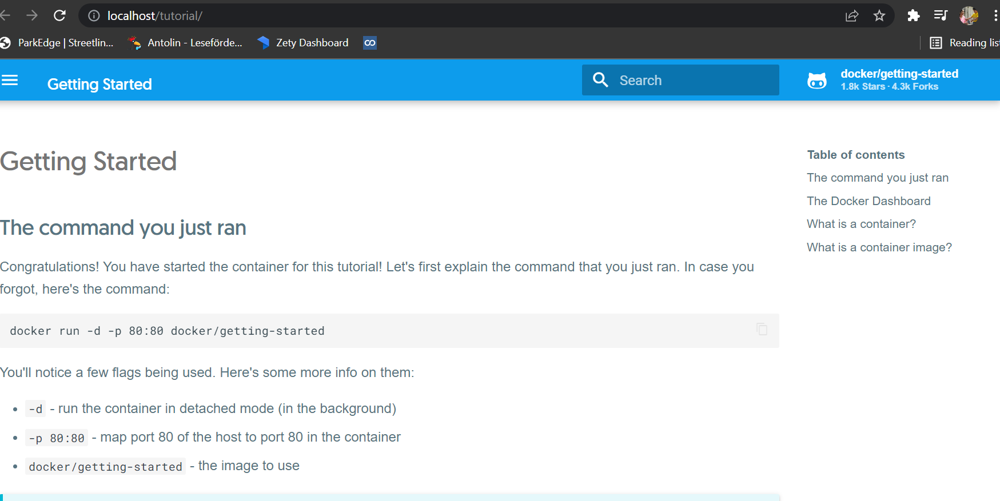 localhost/tutorial/
ParkEdge | Streetlin... Antolin - Leseförde... Zety Dashboard Reading list
Getting Started Search docker/getting-started
1.8k Stars · 4.3k Forks
Getting Started
The command you just ran
Congratulations! You have started the container for this tutorial! Let's first explain the command that you just ran. In case you
forgot, here's the command:
docker run -d -p 80:80 docker/getting-started
You'll notice a few flags being used. Here's some more info on them:
• -d - run the container in detached mode (in the background)
• -p 80:80 - map port 80 of the host to port 80 in the container
• docker/getting-started - the image to use
Table of contents
The command you just ran
The Docker Dashboard
What is a container?
What is a container image?